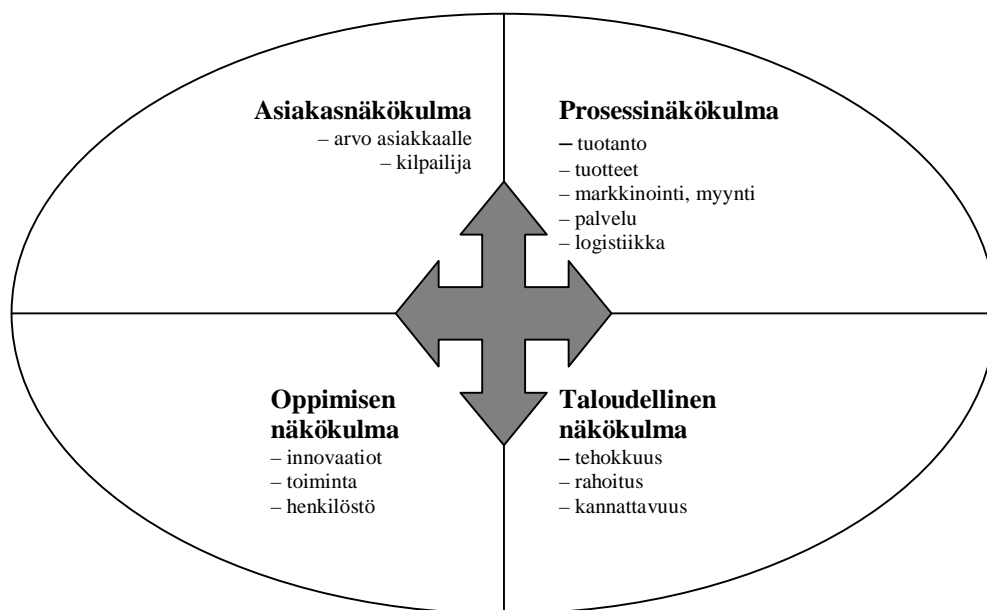 Asiakasnäkökulma
– arvo asiakkaalle
– kilpailija
Prosessinäkökulma
– tuotanto
– tuotteet
– markkinointi, myynti
– palvelu
– logistiikka
Oppimisen
näkökulma
– innovaatiot
– toiminta
– henkilöstö
Taloudellinen
näkökulma
– tehokkuus
– rahoitus
– kannattavuus